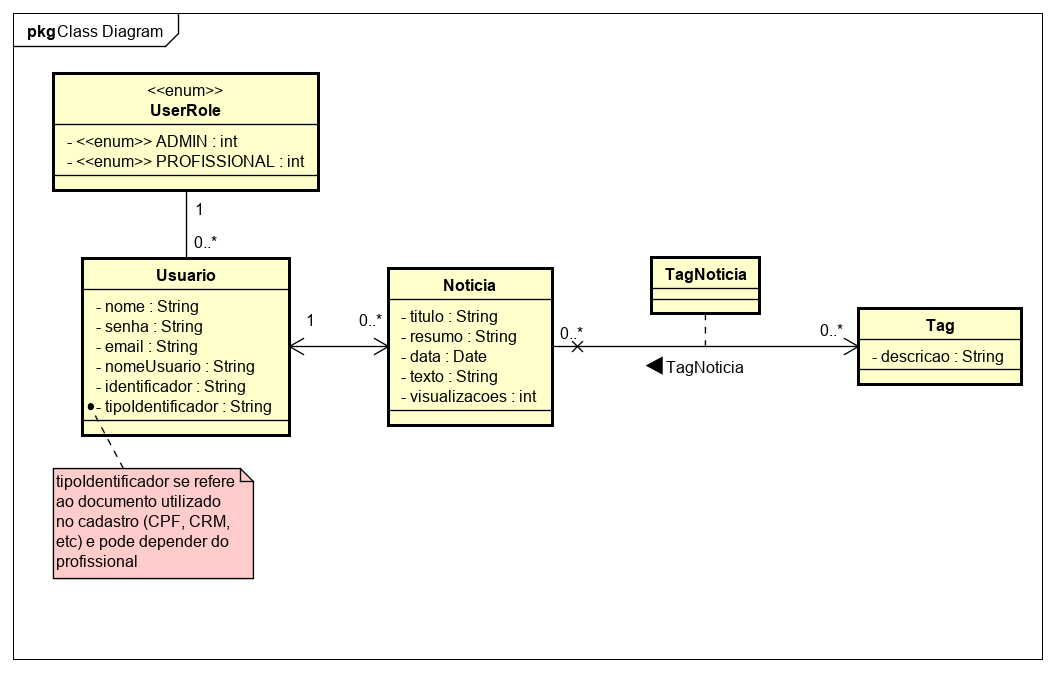 pkg Class Diagram
<<enum>>
UserRole
- <<enum>> ADMIN : int
- <<enum>> PROFISSIONAL : int
1
0..*
Usuario
- nome : String
- senha : String
- email : String
- nomeUsuario : String
- identificador : String
- tipoIdentificador : String
tipoIdentificador se refere
ao documento utilizado
no cadastro (CPF, CRM,
etc) e pode depender do
profissional
1
0..*
Noticia
- titulo : String
- resumo : String
- data : Date
- texto : String
- visualizacoes : int
0..*
TagNoticia
TagNoticia
0..*
Tag
- descricao : String